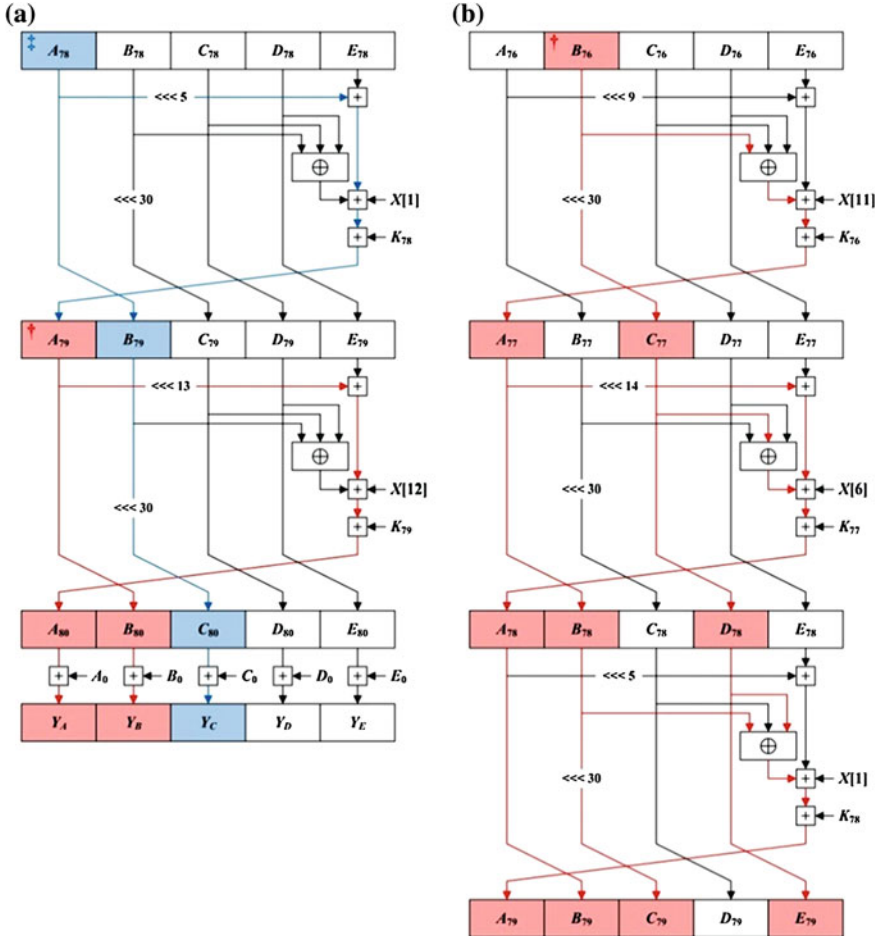 (a)
‡ A78 B78 C78 D78 E78
<<< 5
<<< 30
X[1]
K78
† A79 B79 C79 D79 E79
<<< 13
X[12]
<<< 30
K79
A80 B80 C80 D80 E80
A0 B0 C0 D0 E0
YA YB YC YD YE
(b)
A76 † B76 C76 D76 E76
<<< 9
<<< 30
X[11]
K76
A77 B77 C77 D77 E77
<<< 14
<<< 30
X[6]
K77
A78 B78 C78 D78 E78
<<< 5
<<< 30
X[1]
K78
A79 B79 C79 D79 E79